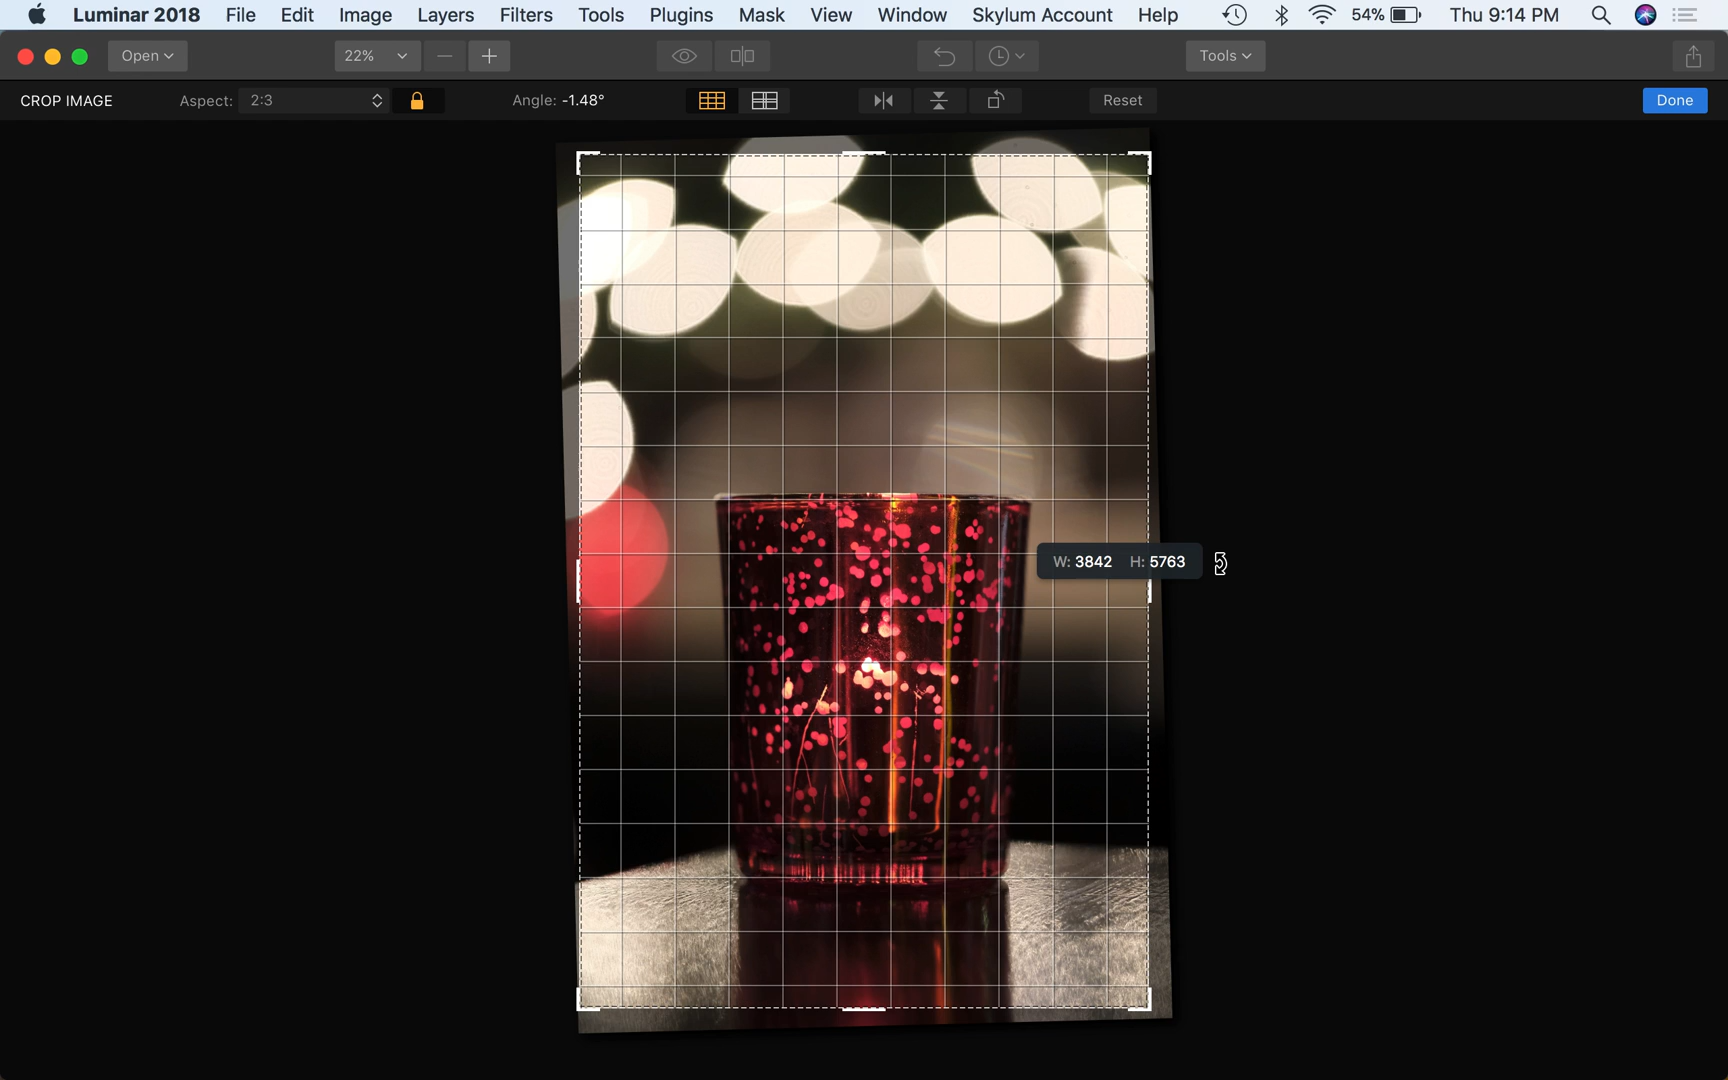 Luminar 2018 File Edit Image Layers Filters Tools Plugins Mask View Window Skylum Account Help 54% Thu 9:14 PM
Open 22% Tools
CROP IMAGE Aspect: 2:3 Angle: -1.48° Reset Done
W: 3842 H: 5763